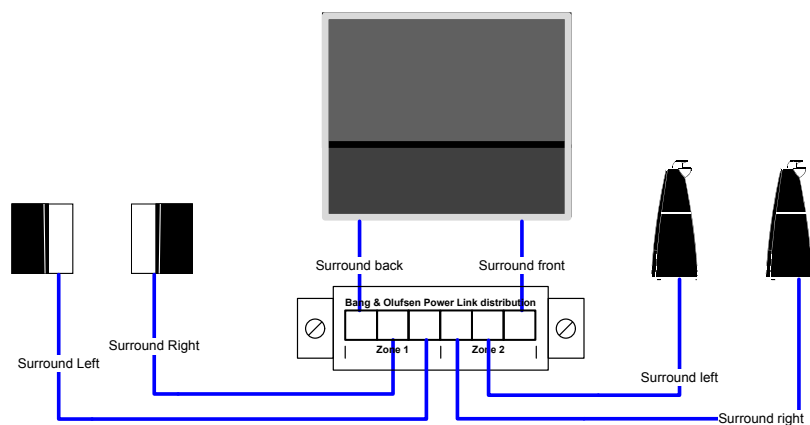 Surround back
Surround front
Bang & Olufsen Power Link distribution
Zone 1
Zone 2
Surround Right
Surround Left
Surround left
Surround right